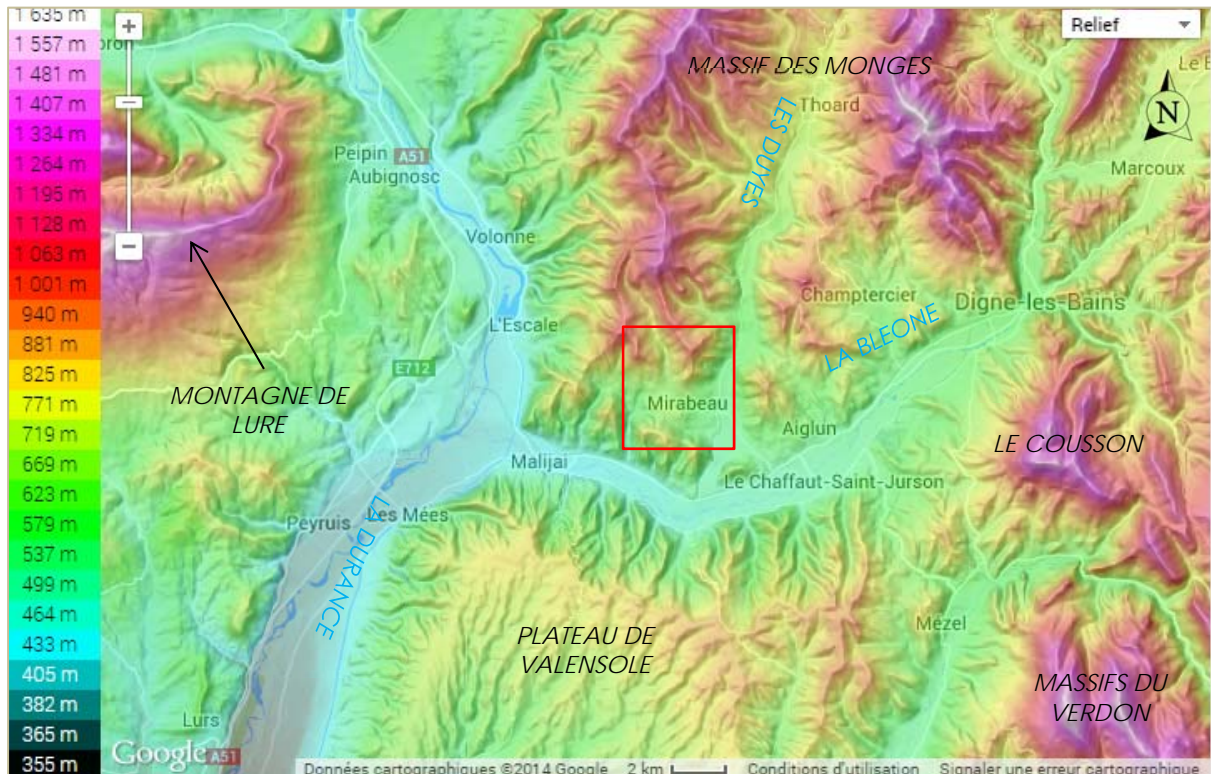 1 635 m
1 557 m
1 481 m
1 407 m
1 334 m
1 264 m
1 195 m
1 128 m
1 063 m
1 001 m
940 m
881 m
825 m
771 m
719 m
669 m
623 m
579 m
537 m
499 m
464 m
433 m
405 m
382 m
365 m
355 m
+
−
Relief
MASSIF DES MONGES
Thoard
LES DUYES
N
Marcoux
Peipin
A51
Aubignosc
Volonne
Champtercier
Digne-les-Bains
LA BLEONE
L'Escale
E712
MONTAGNE DE
LURE
Mirabeau
Aiglun
LE COUSSON
Malijai
Le Chaffaut-Saint-Jurson
Peyruis
Les Mées
LA DURANCE
Mézel
PLATEAU DE
VALENSOLE
MASSIFS DU
VERDON
Lurs
Google
A51
Données cartographiques ©2014 Google
2 km
Conditions d'utilisation
Signaler une erreur cartographique